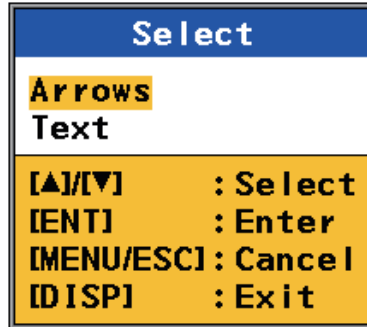 Select
Arrows
Text
[▲]/[▼] : Select
[ENT] : Enter
[MENU/ESC] : Cancel
[DISP] : Exit